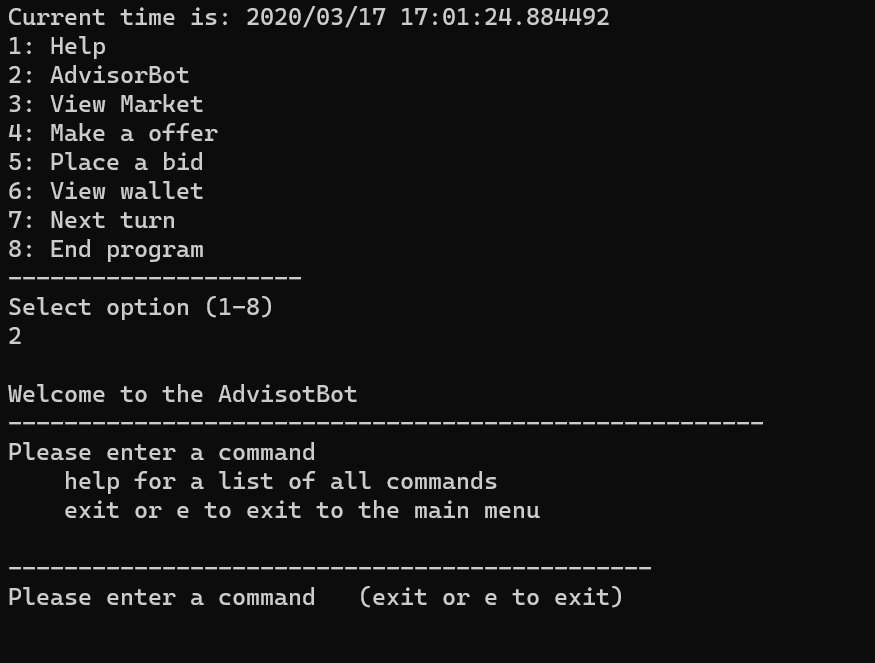 Current time is: 2020/03/17 17:01:24.884492
1: Help
2: AdvisorBot
3: View Market
4: Make a offer
5: Place a bid
6: View wallet
7: Next turn
8: End program
---------------------
Select option (1-8)
2
Welcome to the AdvisotBot
------------------------------------------------------
Please enter a command
    help for a list of all commands
    exit or e to exit to the main menu
----------------------------------------------
Please enter a command   (exit or e to exit)